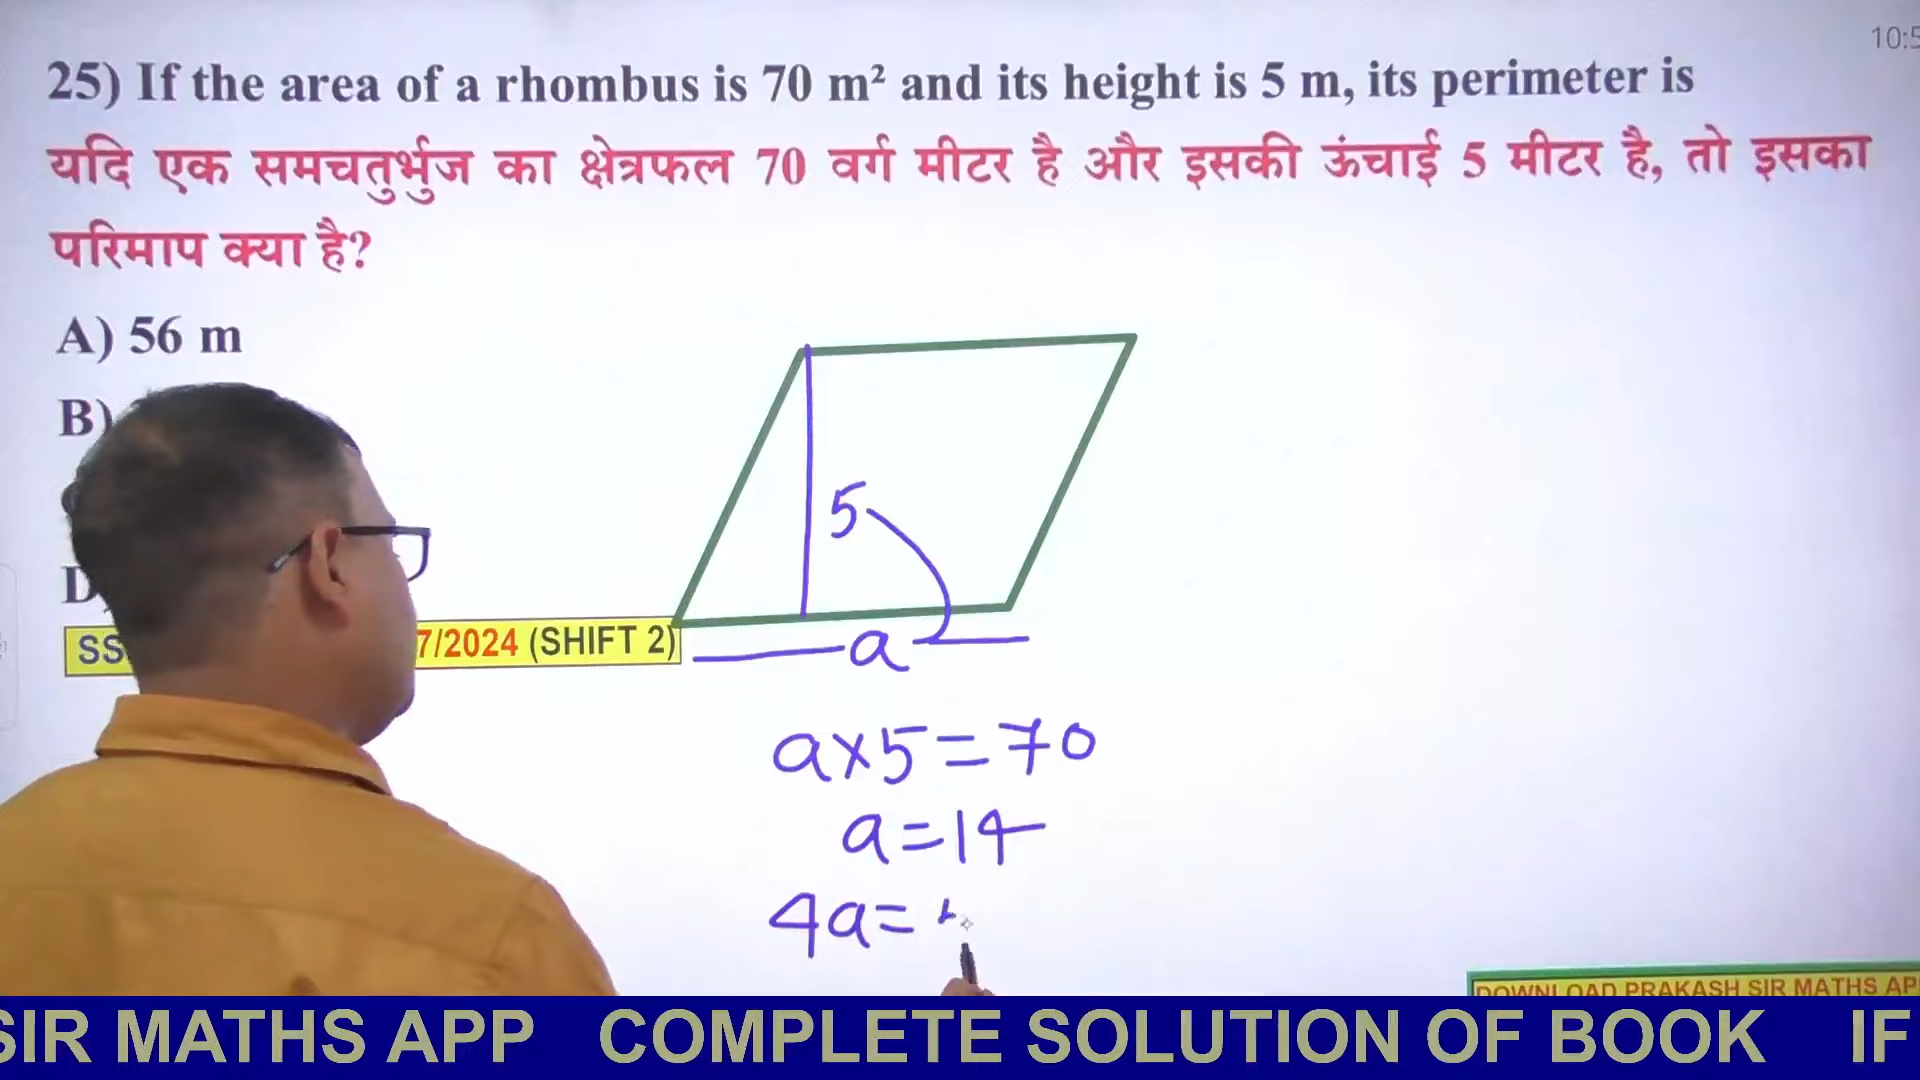 10:5
25) If the area of a rhombus is 70 m² and its height is 5 m, its perimeter is
यदि एक समचतुर्भुज का क्षेत्रफल 70 वर्ग मीटर है और इसकी ऊंचाई 5 मीटर है, तो इसका
परिमाप क्या है?
A) 56 m
B)
5
D
SS 7/2024 (SHIFT 2)
a
a×5=70
a=14
4a=
DOWNLOAD PRAKASH SIR MATHS AP
SIR MATHS APP COMPLETE SOLUTION OF BOOK IF